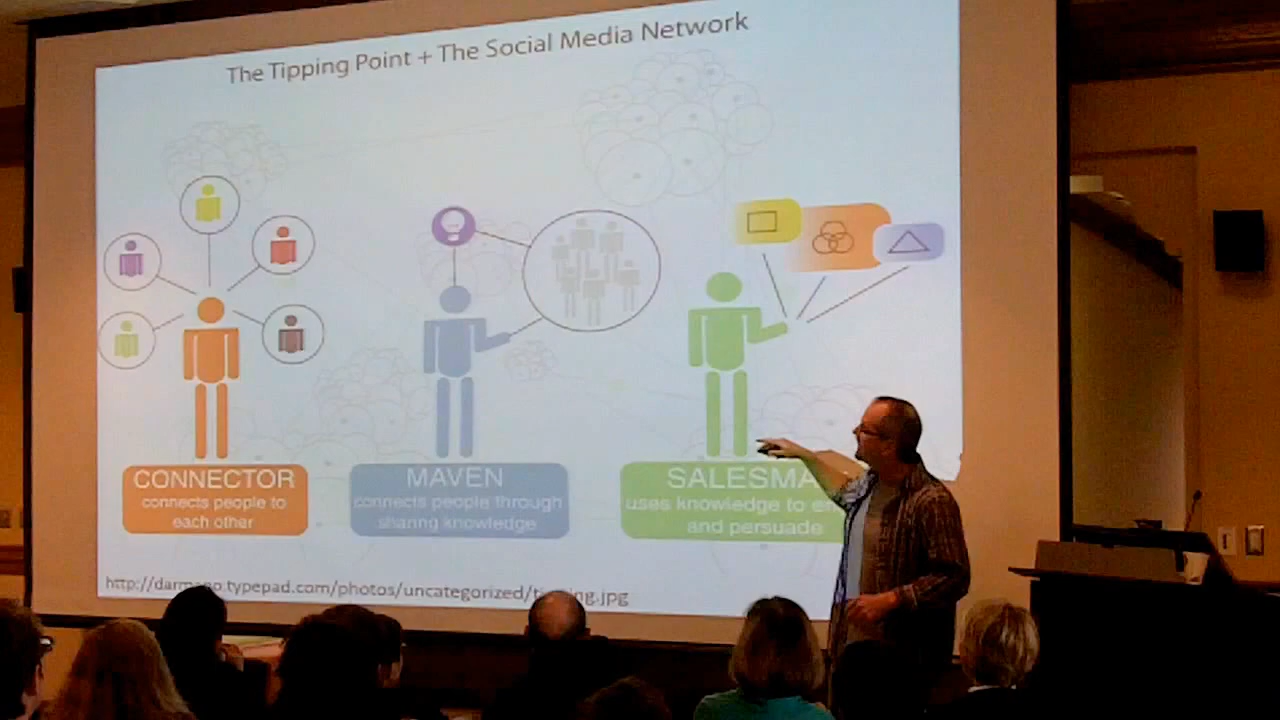 The Tipping Point + The Social Media Network
CONNECTOR
connects people to
each other
MAVEN
connects people through
sharing knowledge
SALESMA
uses knowledge to
and persuade